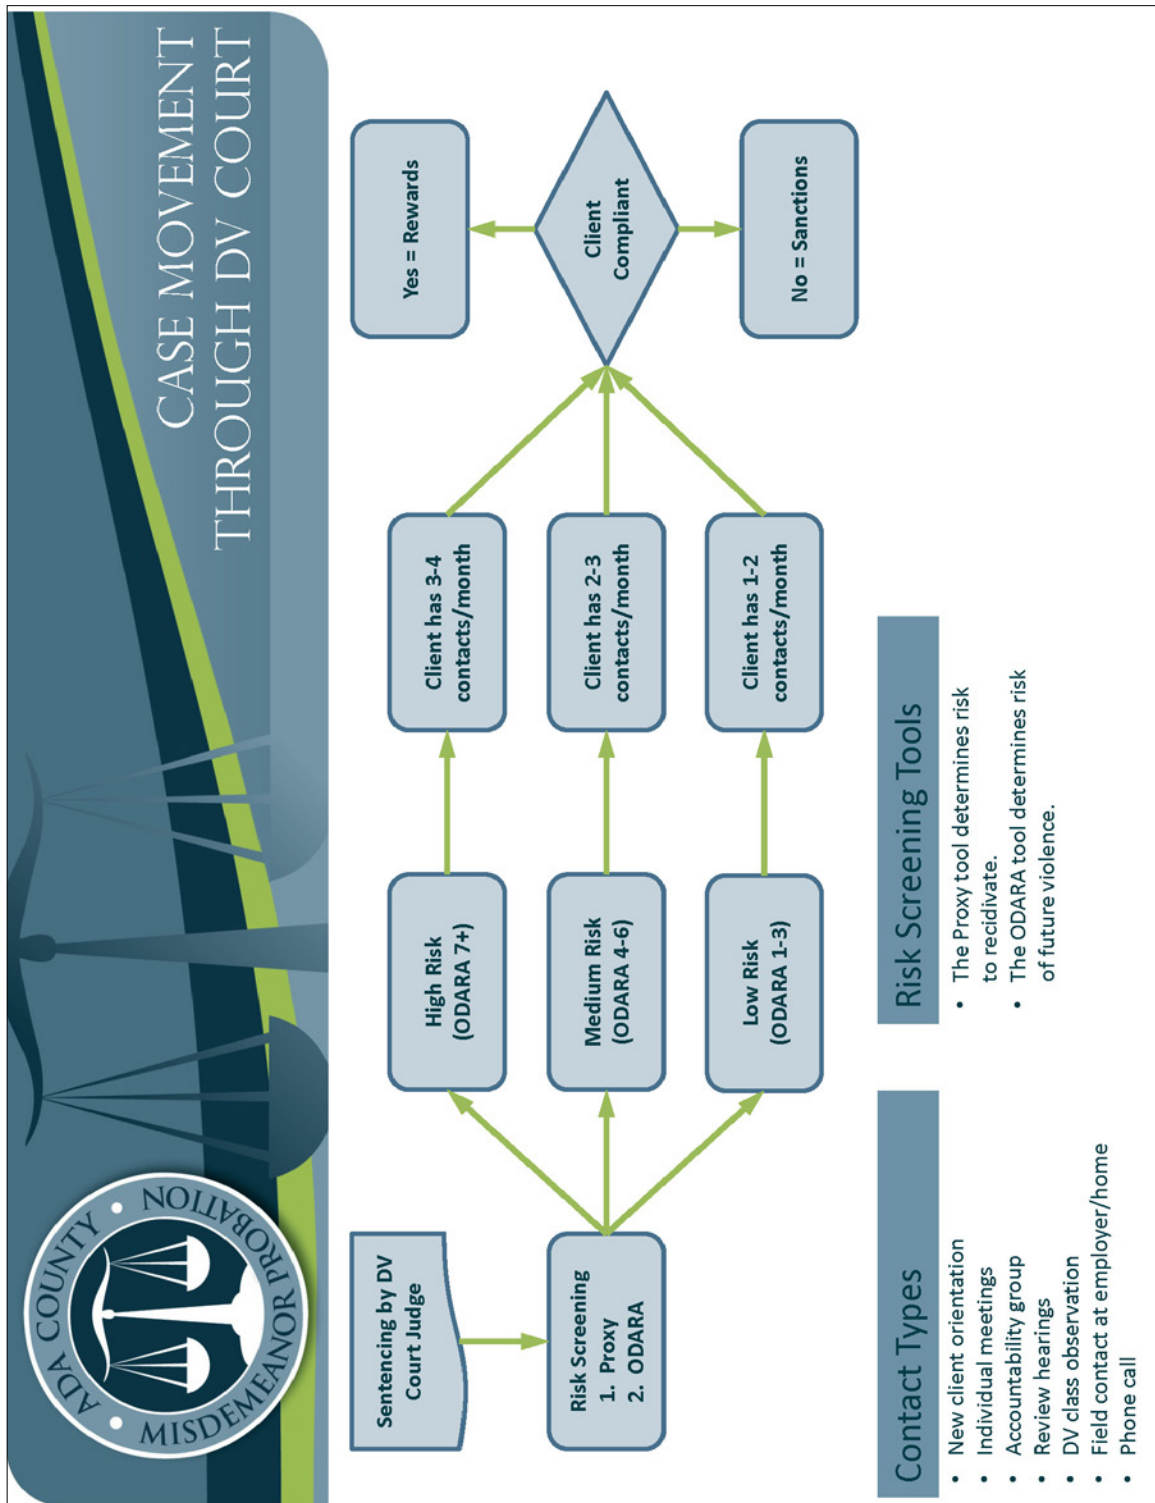 ADA COUNTY
MISDEMEANOR PROBATION
CASE MOVEMENT
THROUGH DV COURT
Sentencing by DV
Court Judge
Risk Screening
1. Proxy
2. ODARA
High Risk
(ODARA 7+)
Medium Risk
(ODARA 4-6)
Low Risk
(ODARA 1-3)
Client has 3-4
contacts/month
Client has 2-3
contacts/month
Client has 1-2
contacts/month
Client
Compliant
Yes = Rewards
No = Sanctions
Contact Types
• New client orientation
• Individual meetings
• Accountability group
• Review hearings
• DV class observation
• Field contact at employer/home
• Phone call
Risk Screening Tools
• The Proxy tool determines risk
to recidivate.
• The ODARA tool determines risk
of future violence.